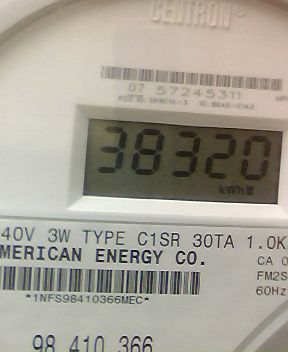 CENTRON®
07 57245311
38320
kWh
40V 3W TYPE C1SR 30TA 1.0K
MERICAN ENERGY CO.
CA 0
FM2S
60Hz
*1NFS98410366MEC*
98 410 366